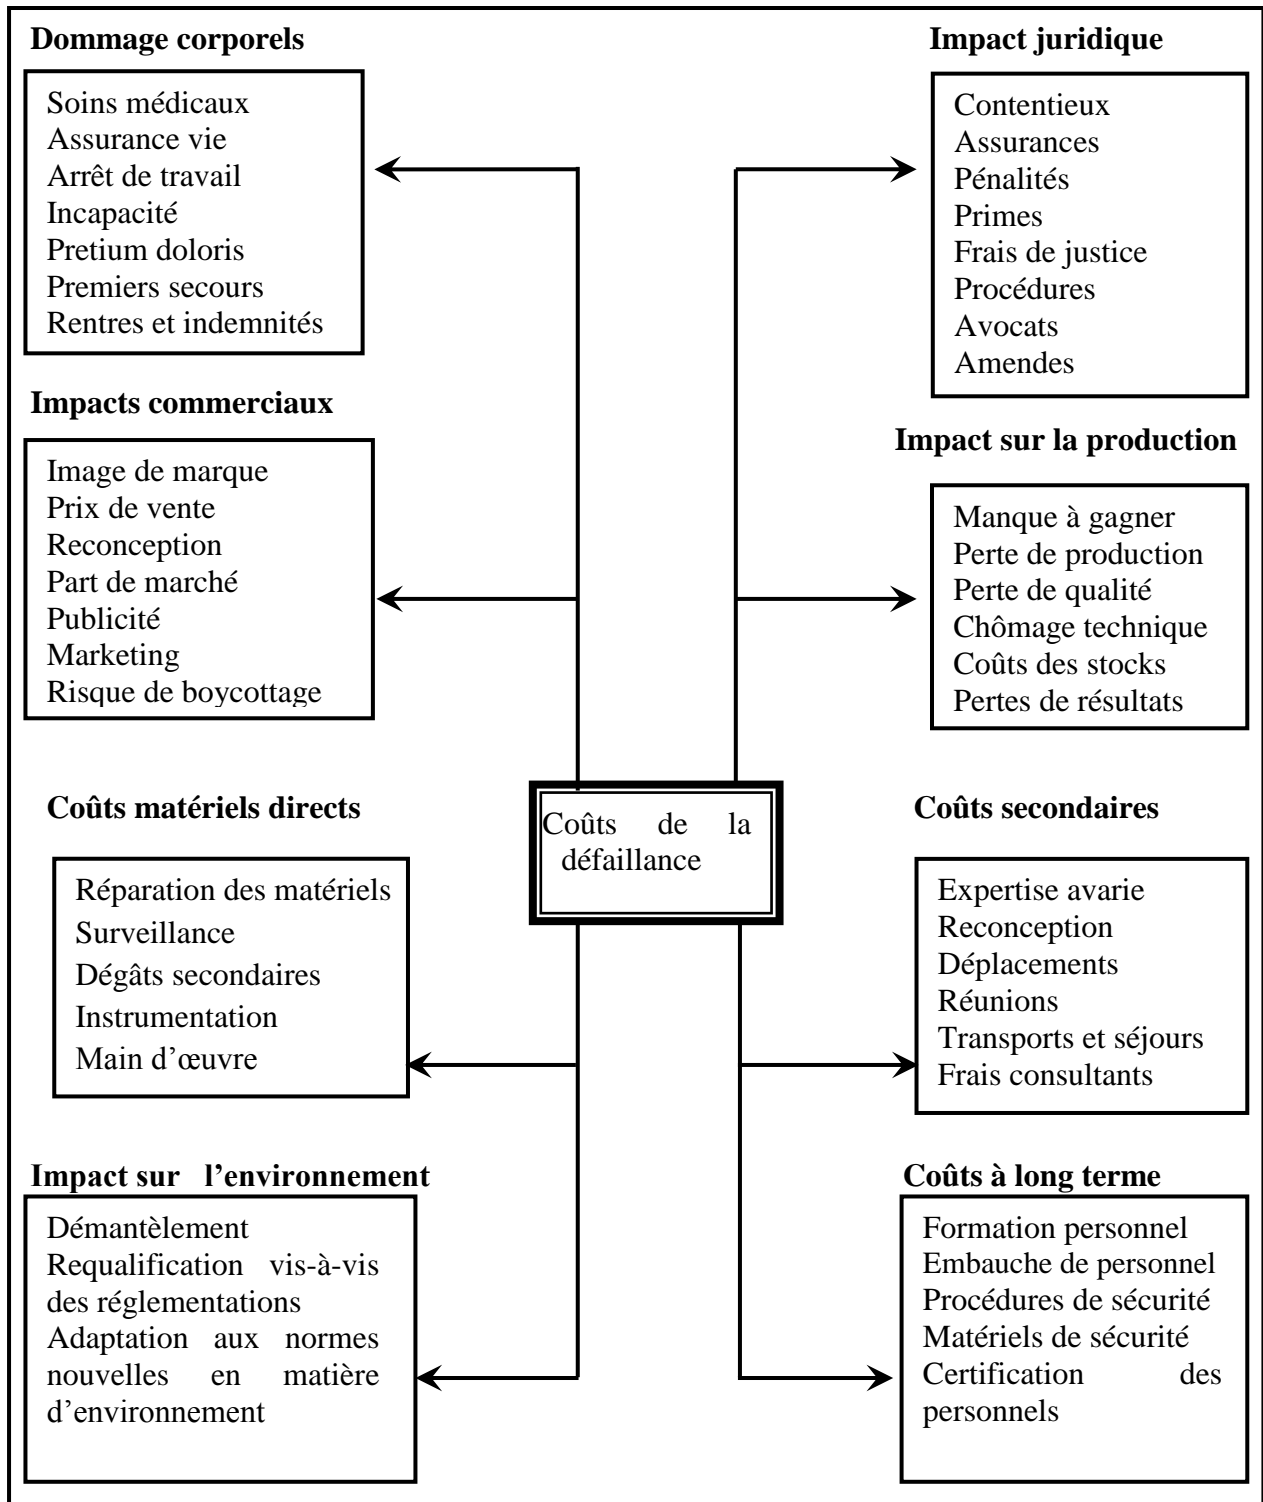 Dommage corporels
Soins médicaux
Assurance vie
Arrêt de travail
Incapacité
Pretium doloris
Premiers secours
Rentres et indemnités
Impact juridique
Contentieux
Assurances
Pénalités
Primes
Frais de justice
Procédures
Avocats
Amendes
Impacts commerciaux
Image de marque
Prix de vente
Reconception
Part de marché
Publicité
Marketing
Risque de boycottage
Impact sur la production
Manque à gagner
Perte de production
Perte de qualité
Chômage technique
Coûts des stocks
Pertes de résultats
Coûts de la
défaillance
Coûts matériels directs
Réparation des matériels
Surveillance
Dégâts secondaires
Instrumentation
Main d’œuvre
Coûts secondaires
Expertise avarie
Reconception
Déplacements
Réunions
Transports et séjours
Frais consultants
Impact sur l’environnement
Démantèlement
Requalification vis-à-vis
des réglementations
Adaptation aux normes
nouvelles en matière
d’environnement
Coûts à long terme
Formation personnel
Embauche de personnel
Procédures de sécurité
Matériels de sécurité
Certification des
personnels